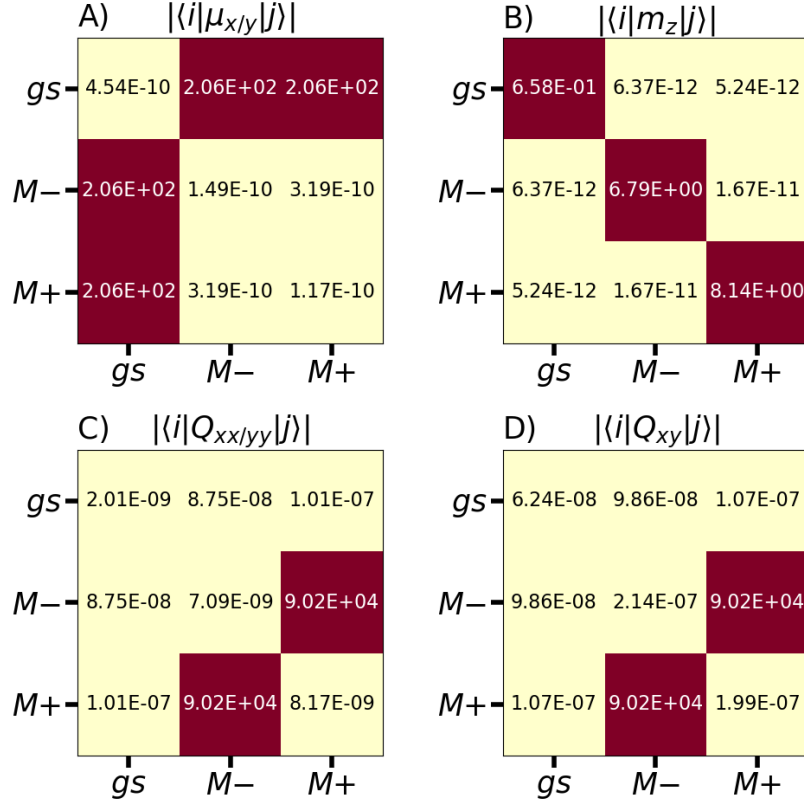 A) |⟨i|μx/y|j⟩|
gs 4.54E-10 2.06E+02 2.06E+02
M− 2.06E+02 1.49E-10 3.19E-10
M+ 2.06E+02 3.19E-10 1.17E-10
gs M− M+
B) |⟨i|mz|j⟩|
gs 6.58E-01 6.37E-12 5.24E-12
M− 6.37E-12 6.79E+00 1.67E-11
M+ 5.24E-12 1.67E-11 8.14E+00
gs M− M+
C) |⟨i|Qxx/yy|j⟩|
gs 2.01E-09 8.75E-08 1.01E-07
M− 8.75E-08 7.09E-09 9.02E+04
M+ 1.01E-07 9.02E+04 8.17E-09
gs M− M+
D) |⟨i|Qxy|j⟩|
gs 6.24E-08 9.86E-08 1.07E-07
M− 9.86E-08 2.14E-07 9.02E+04
M+ 1.07E-07 9.02E+04 1.99E-07
gs M− M+